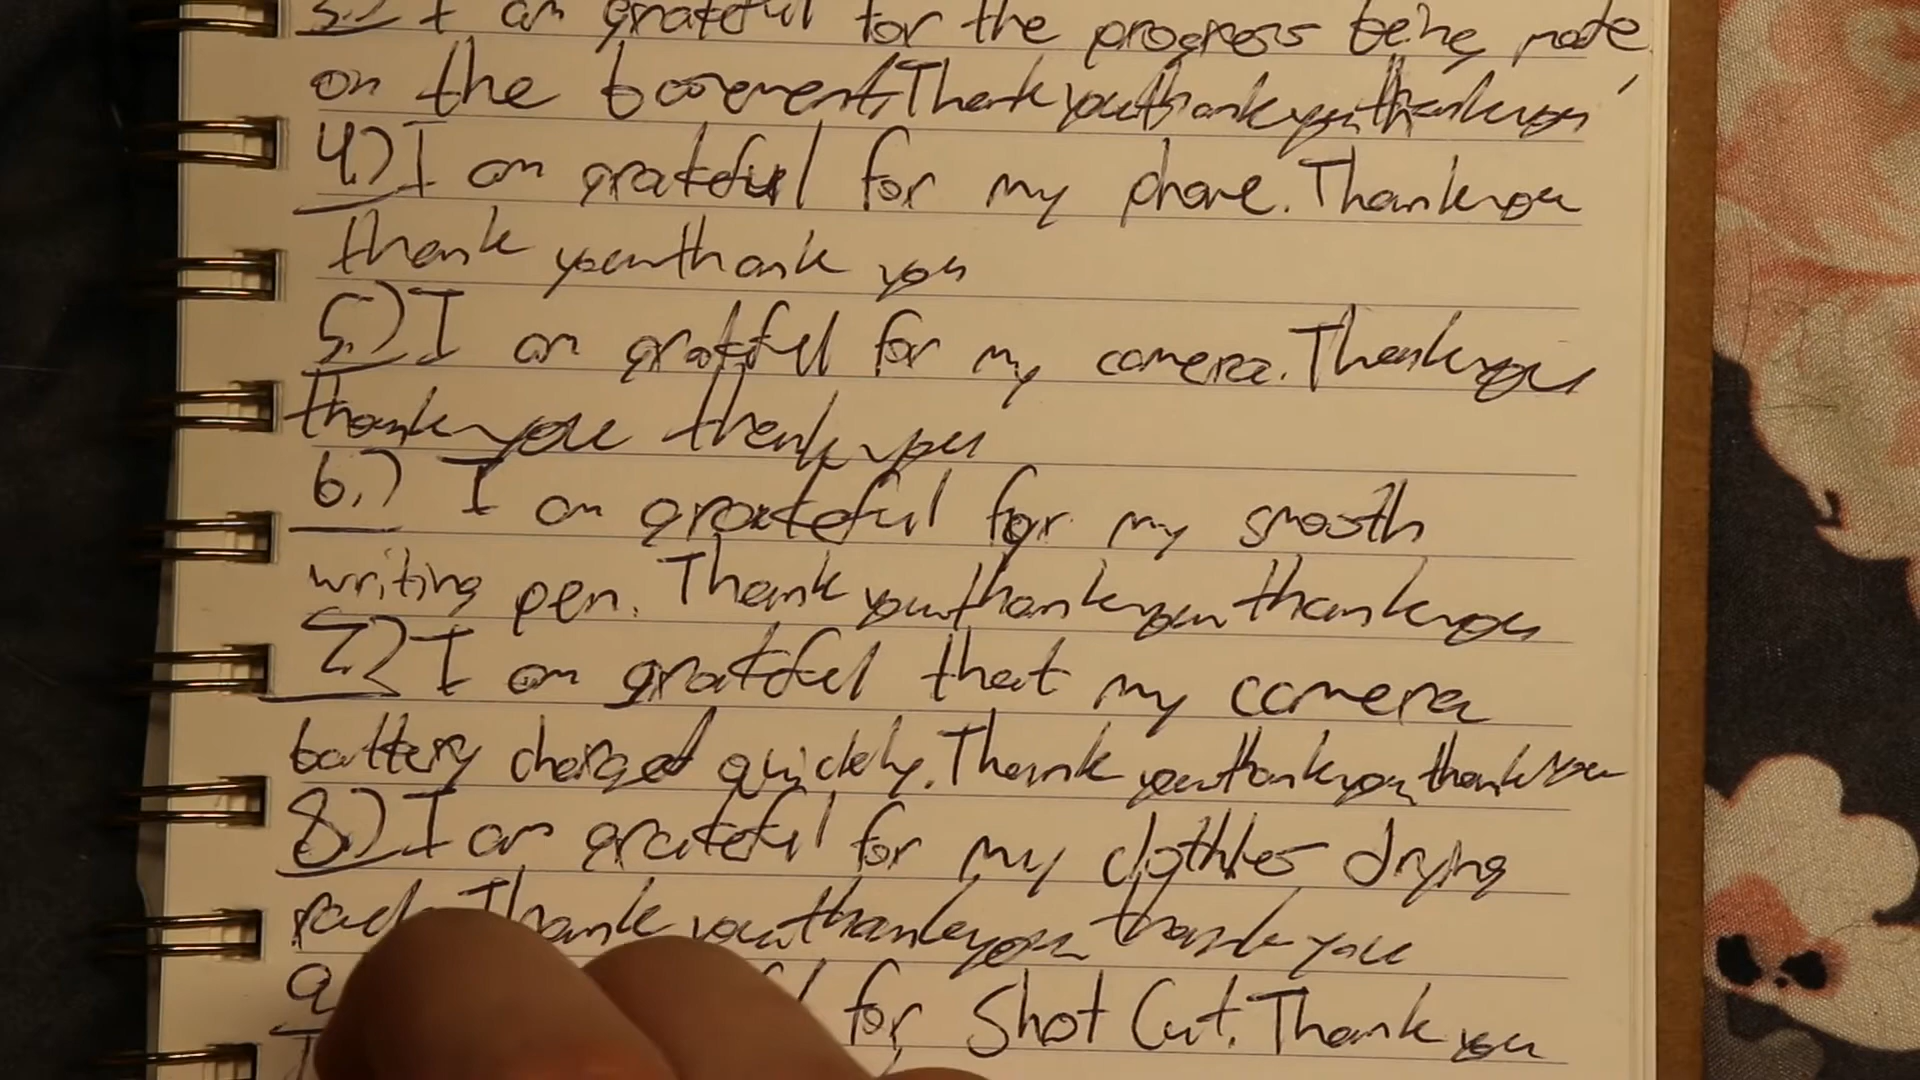 3.) I am grateful for the progress being made
on the basement. Thank you thank you thank you
4.) I am grateful for my phone. Thank you
thank you thank you
5.) I am gratful for my camera. Thank you
thank you thank you
6.) I am grateful for my smooth
writing pen. Thank you thank you thank you
7.) I am grateful that my camera
battery charged quickly. Thank you thank you thank you
8.) I am grateful for my clothes drying
rack. Thank you thank you thank you
9 for Shot Cut. Thank you